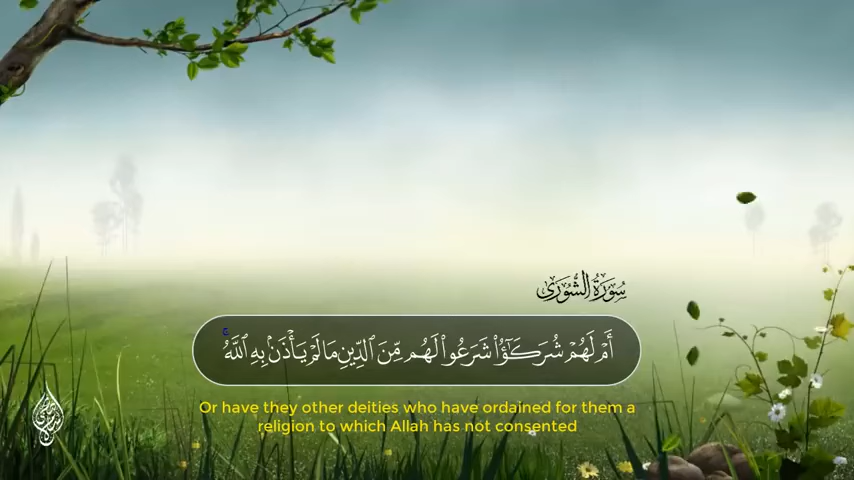 سُورَةُ الشُّورَى
أَمْ لَهُمْ شُرَكَٰٓؤُا۟ شَرَعُوا۟ لَهُم مِّنَ ٱلدِّينِ مَا لَمْ يَأْذَنۢ بِهِ ٱللَّهُ ۚ
Or have they other deities who have ordained for them a
religion to which Allah has not consented